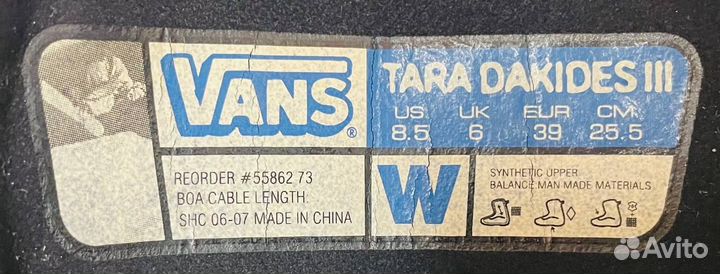 VANS®
TARA DAKIDES III
US UK EUR CM
8.5 6 39 25.5
REORDER #55862 73
BOA CABLE LENGTH:
SHC 06-07 MADE IN CHINA
W
SYNTHETIC UPPER
BALANCE MAN MADE MATERIALS
Avito